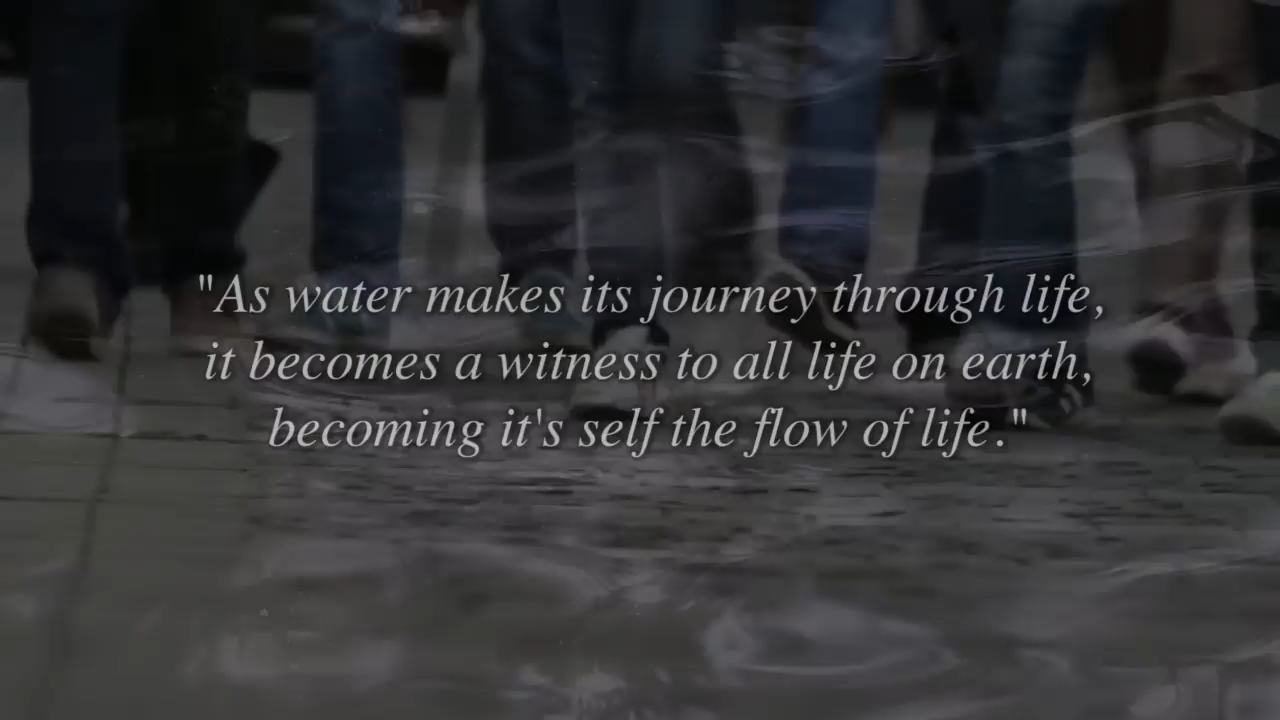 "As water makes its journey through life,
it becomes a witness to all life on earth,
becoming it's self the flow of life."